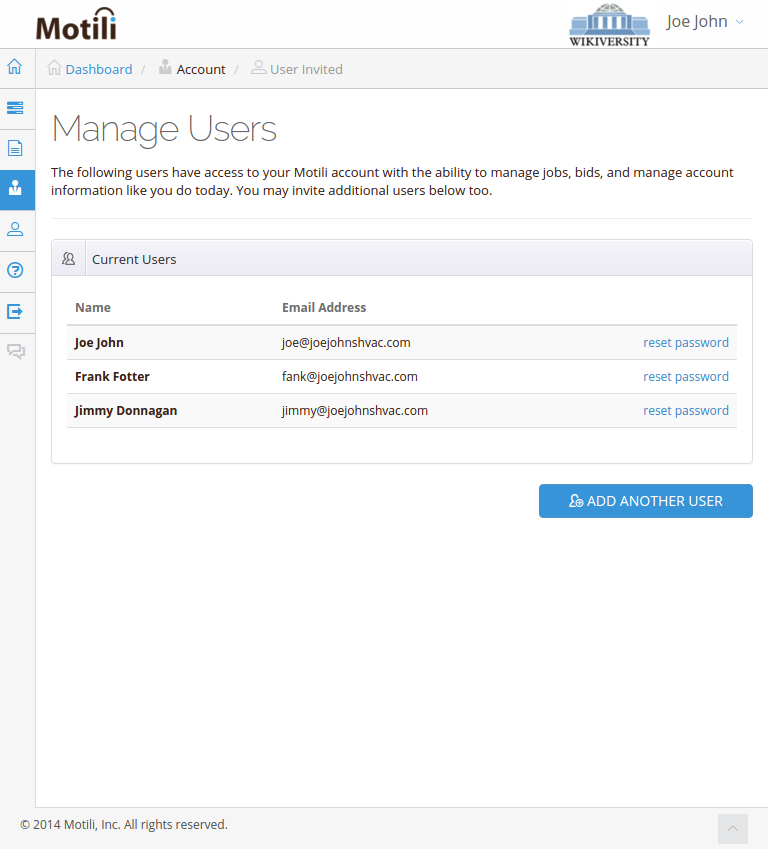 Motili
WIKIVERSITY
Joe John
Dashboard / Account / User Invited
Manage Users
The following users have access to your Motili account with the ability to manage jobs, bids, and manage account
information like you do today. You may invite additional users below too.
Current Users
Name Email Address
Joe John joe@joejohnshvac.com reset password
Frank Fotter fank@joejohnshvac.com reset password
Jimmy Donnagan jimmy@joejohnshvac.com reset password
ADD ANOTHER USER
© 2014 Motili, Inc. All rights reserved.